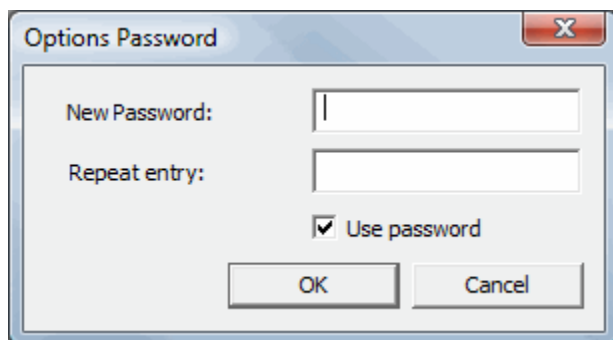 Options Password
New Password:
Repeat entry:
Use password
OK Cancel